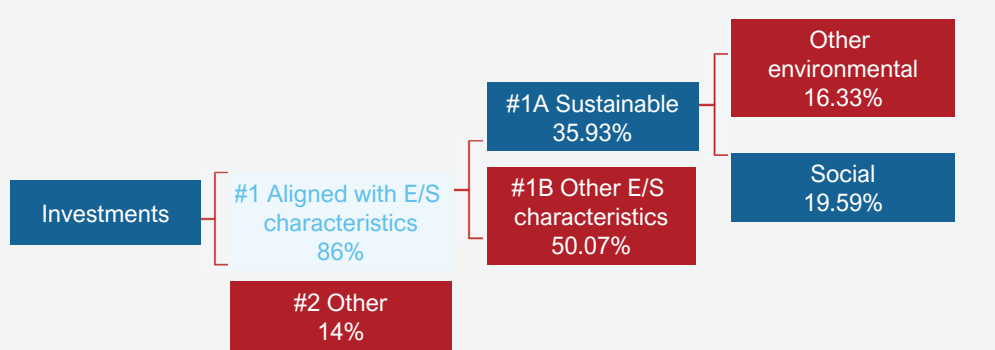 Investments
#1 Aligned with E/S
characteristics
86%
#2 Other
14%
#1A Sustainable
35.93%
#1B Other E/S
characteristics
50.07%
Other
environmental
16.33%
Social
19.59%